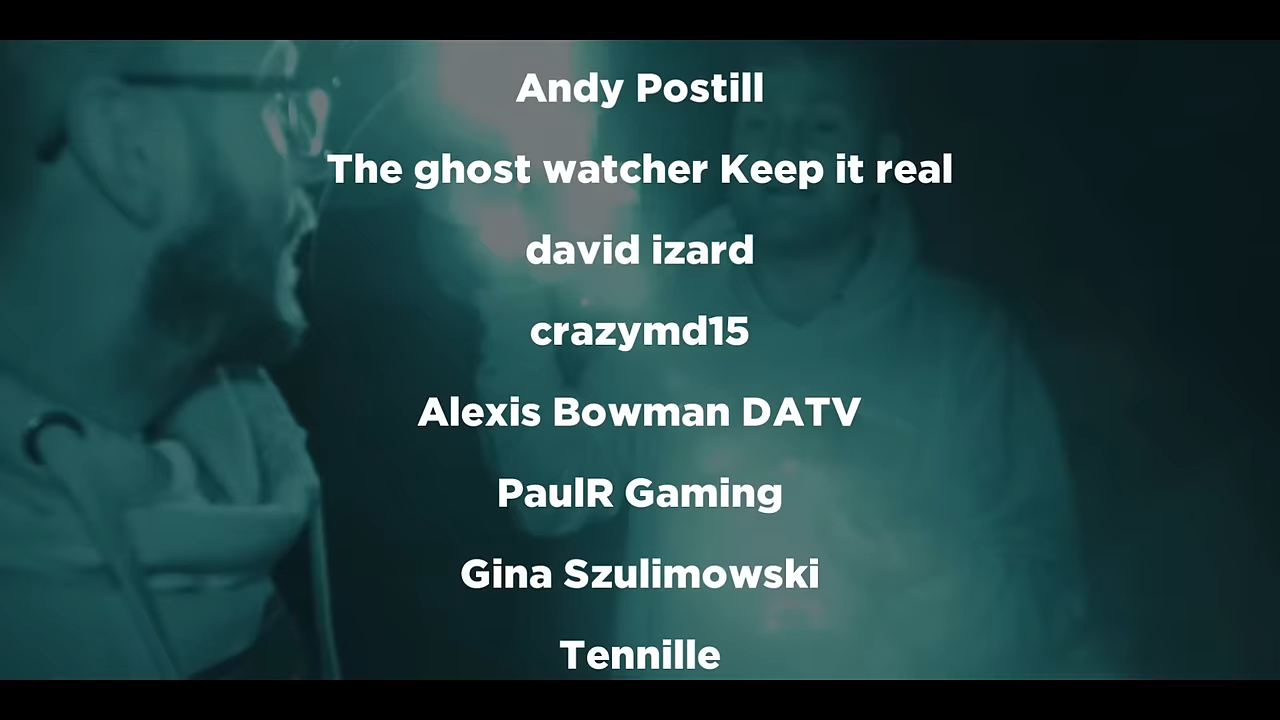 Andy Postill
The ghost watcher Keep it real
david izard
crazymd15
Alexis Bowman DATV
PaulR Gaming
Gina Szulimowski
Tennille